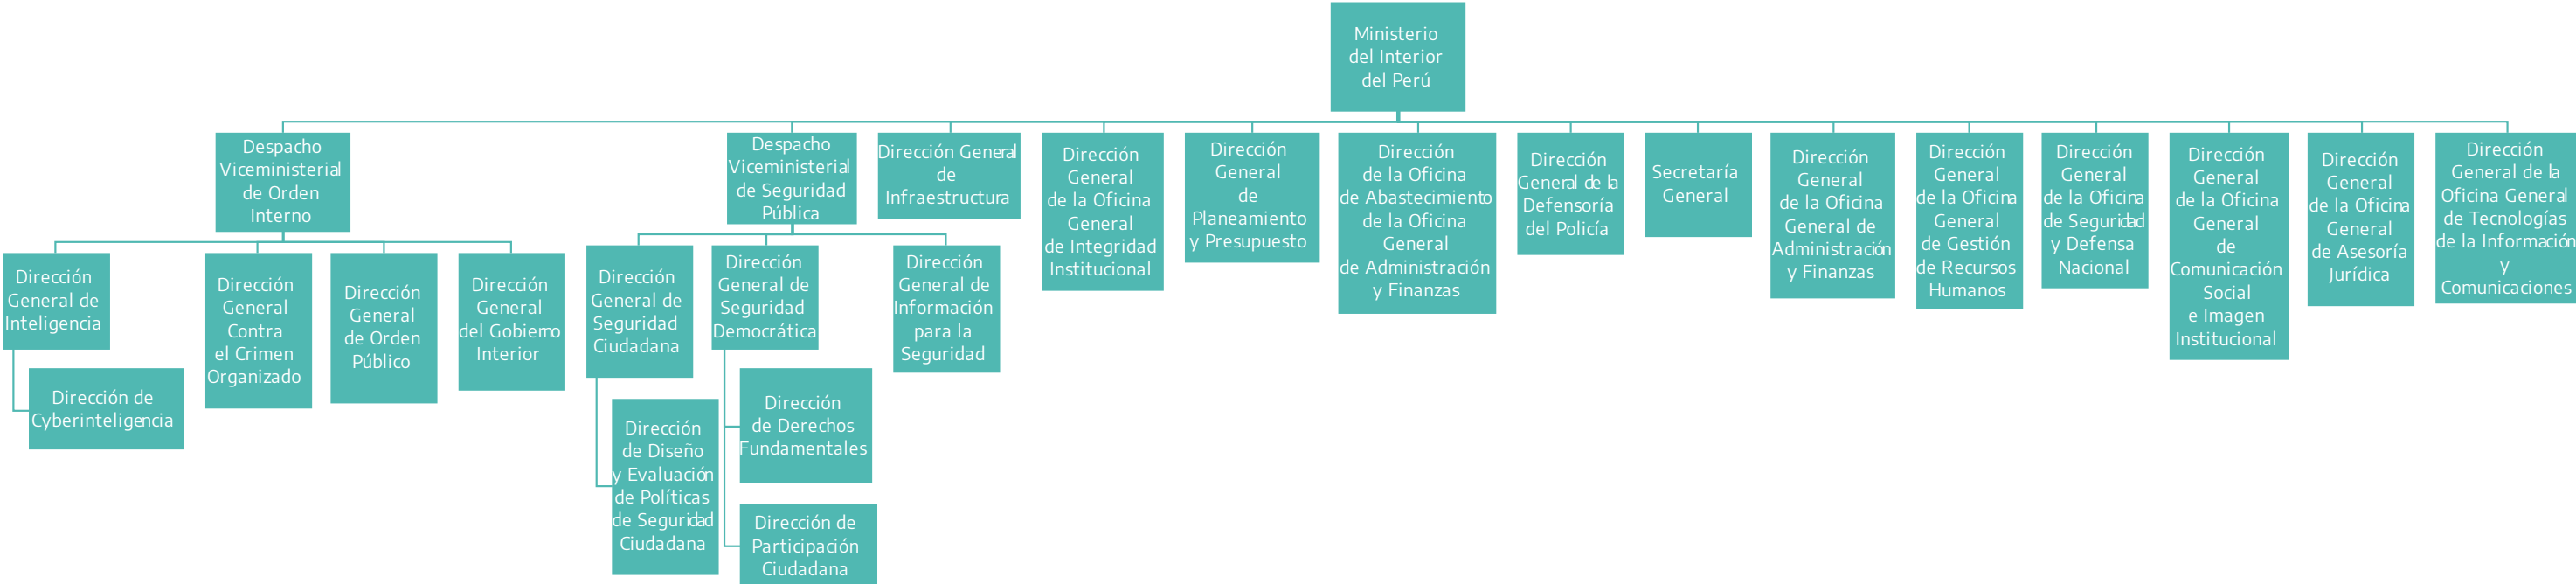 Ministerio
del Interior
del Perú
Despacho
Viceministerial
de Orden
Interno
Despacho
Viceministerial
de Seguridad
Pública
Dirección General
de
Infraestructura
Dirección
General
de la Oficina
General
de Integridad
Institucional
Dirección
General
de
Planeamiento
y Presupuesto
Dirección
de la Oficina
de Abastecimiento
de la Oficina
General
de Administración
y Finanzas
Dirección
General de la
Defensoría
del Policía
Secretaría
General
Dirección
General
de la Oficina
General de
Administración
y Finanzas
Dirección
General
de la Oficina
General
de Gestión
de Recursos
Humanos
Dirección
General
de la Oficina
de Seguridad
y Defensa
Nacional
Dirección
General
de la Oficina
General
de
Comunicación
Social
e Imagen
Institucional
Dirección
General
de la Oficina
General
de Asesoría
Jurídica
Dirección
General de la
Oficina General
de Tecnologías
de la Información
y
Comunicaciones
Dirección
General de
Inteligencia
Dirección
General
Contra
el Crimen
Organizado
Dirección
General
de Orden
Público
Dirección
General
del Gobierno
Interior
Dirección
General de
Seguridad
Ciudadana
Dirección
General de
Seguridad
Democrática
Dirección
General de
Información
para la
Seguridad
Dirección de
Cyberinteligencia
Dirección
de Diseño
y Evaluación
de Políticas
de Seguridad
Ciudadana
Dirección
de Derechos
Fundamentales
Dirección de
Participación
Ciudadana